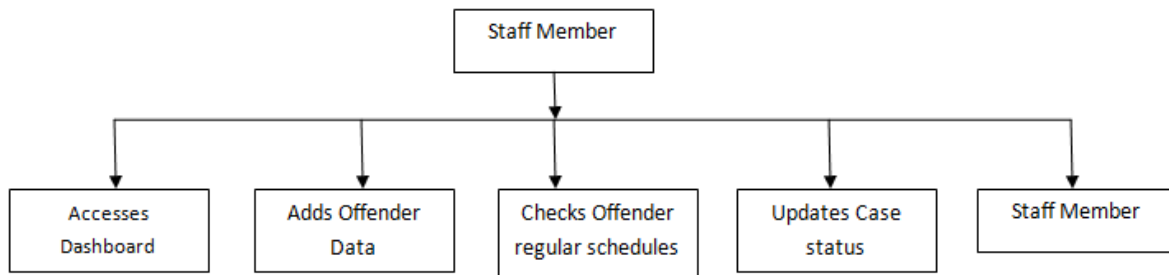 Staff Member
Accesses
Dashboard
Adds Offender
Data
Checks Offender
regular schedules
Updates Case
status
Staff Member